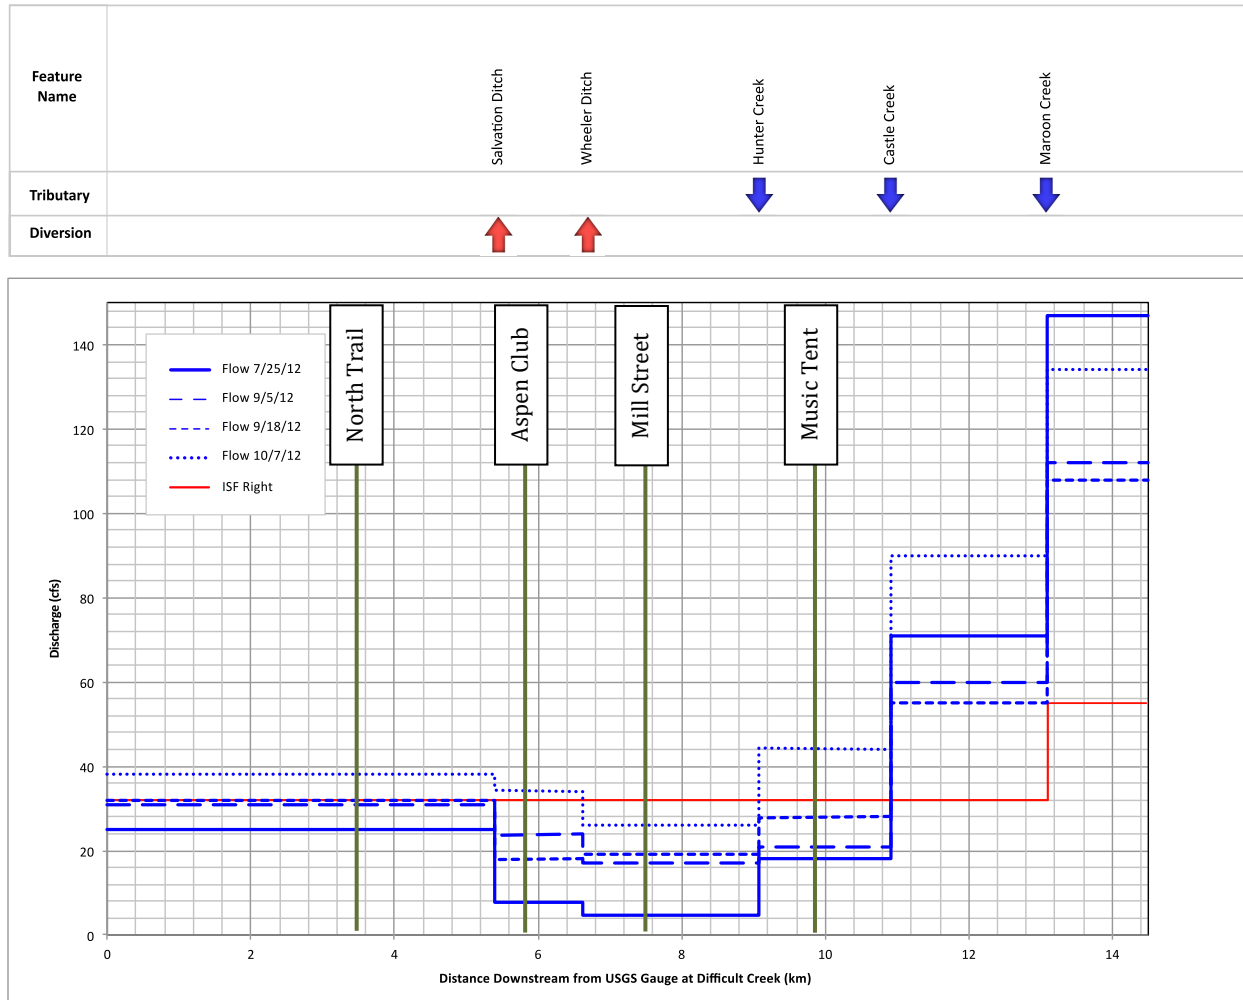 Feature
Name
Salvation Ditch
Wheeler Ditch
Hunter Creek
Castle Creek
Maroon Creek
Tributary
Diversion
North Trail
Aspen Club
Mill Street
Music Tent
Flow 7/25/12
Flow 9/5/12
Flow 9/18/12
Flow 10/7/12
ISF Right
Discharge (cfs)
140
120
100
80
60
40
20
0
0 2 4 6 8 10 12 14
Distance Downstream from USGS Gauge at Difficult Creek (km)